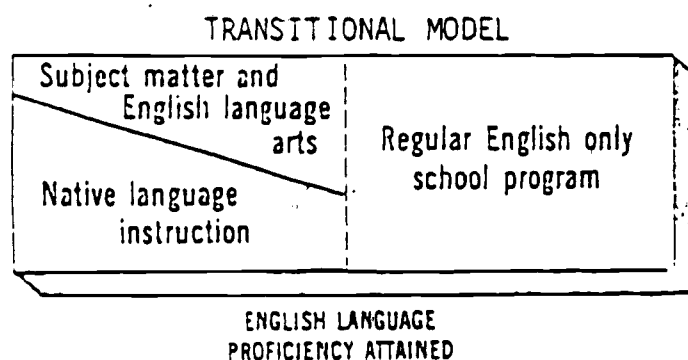 TRANSITIONAL MODEL
Subject matter and
English language
arts
Native language
instruction
Regular English only
school program
ENGLISH LANGUAGE
PROFICIENCY ATTAINED